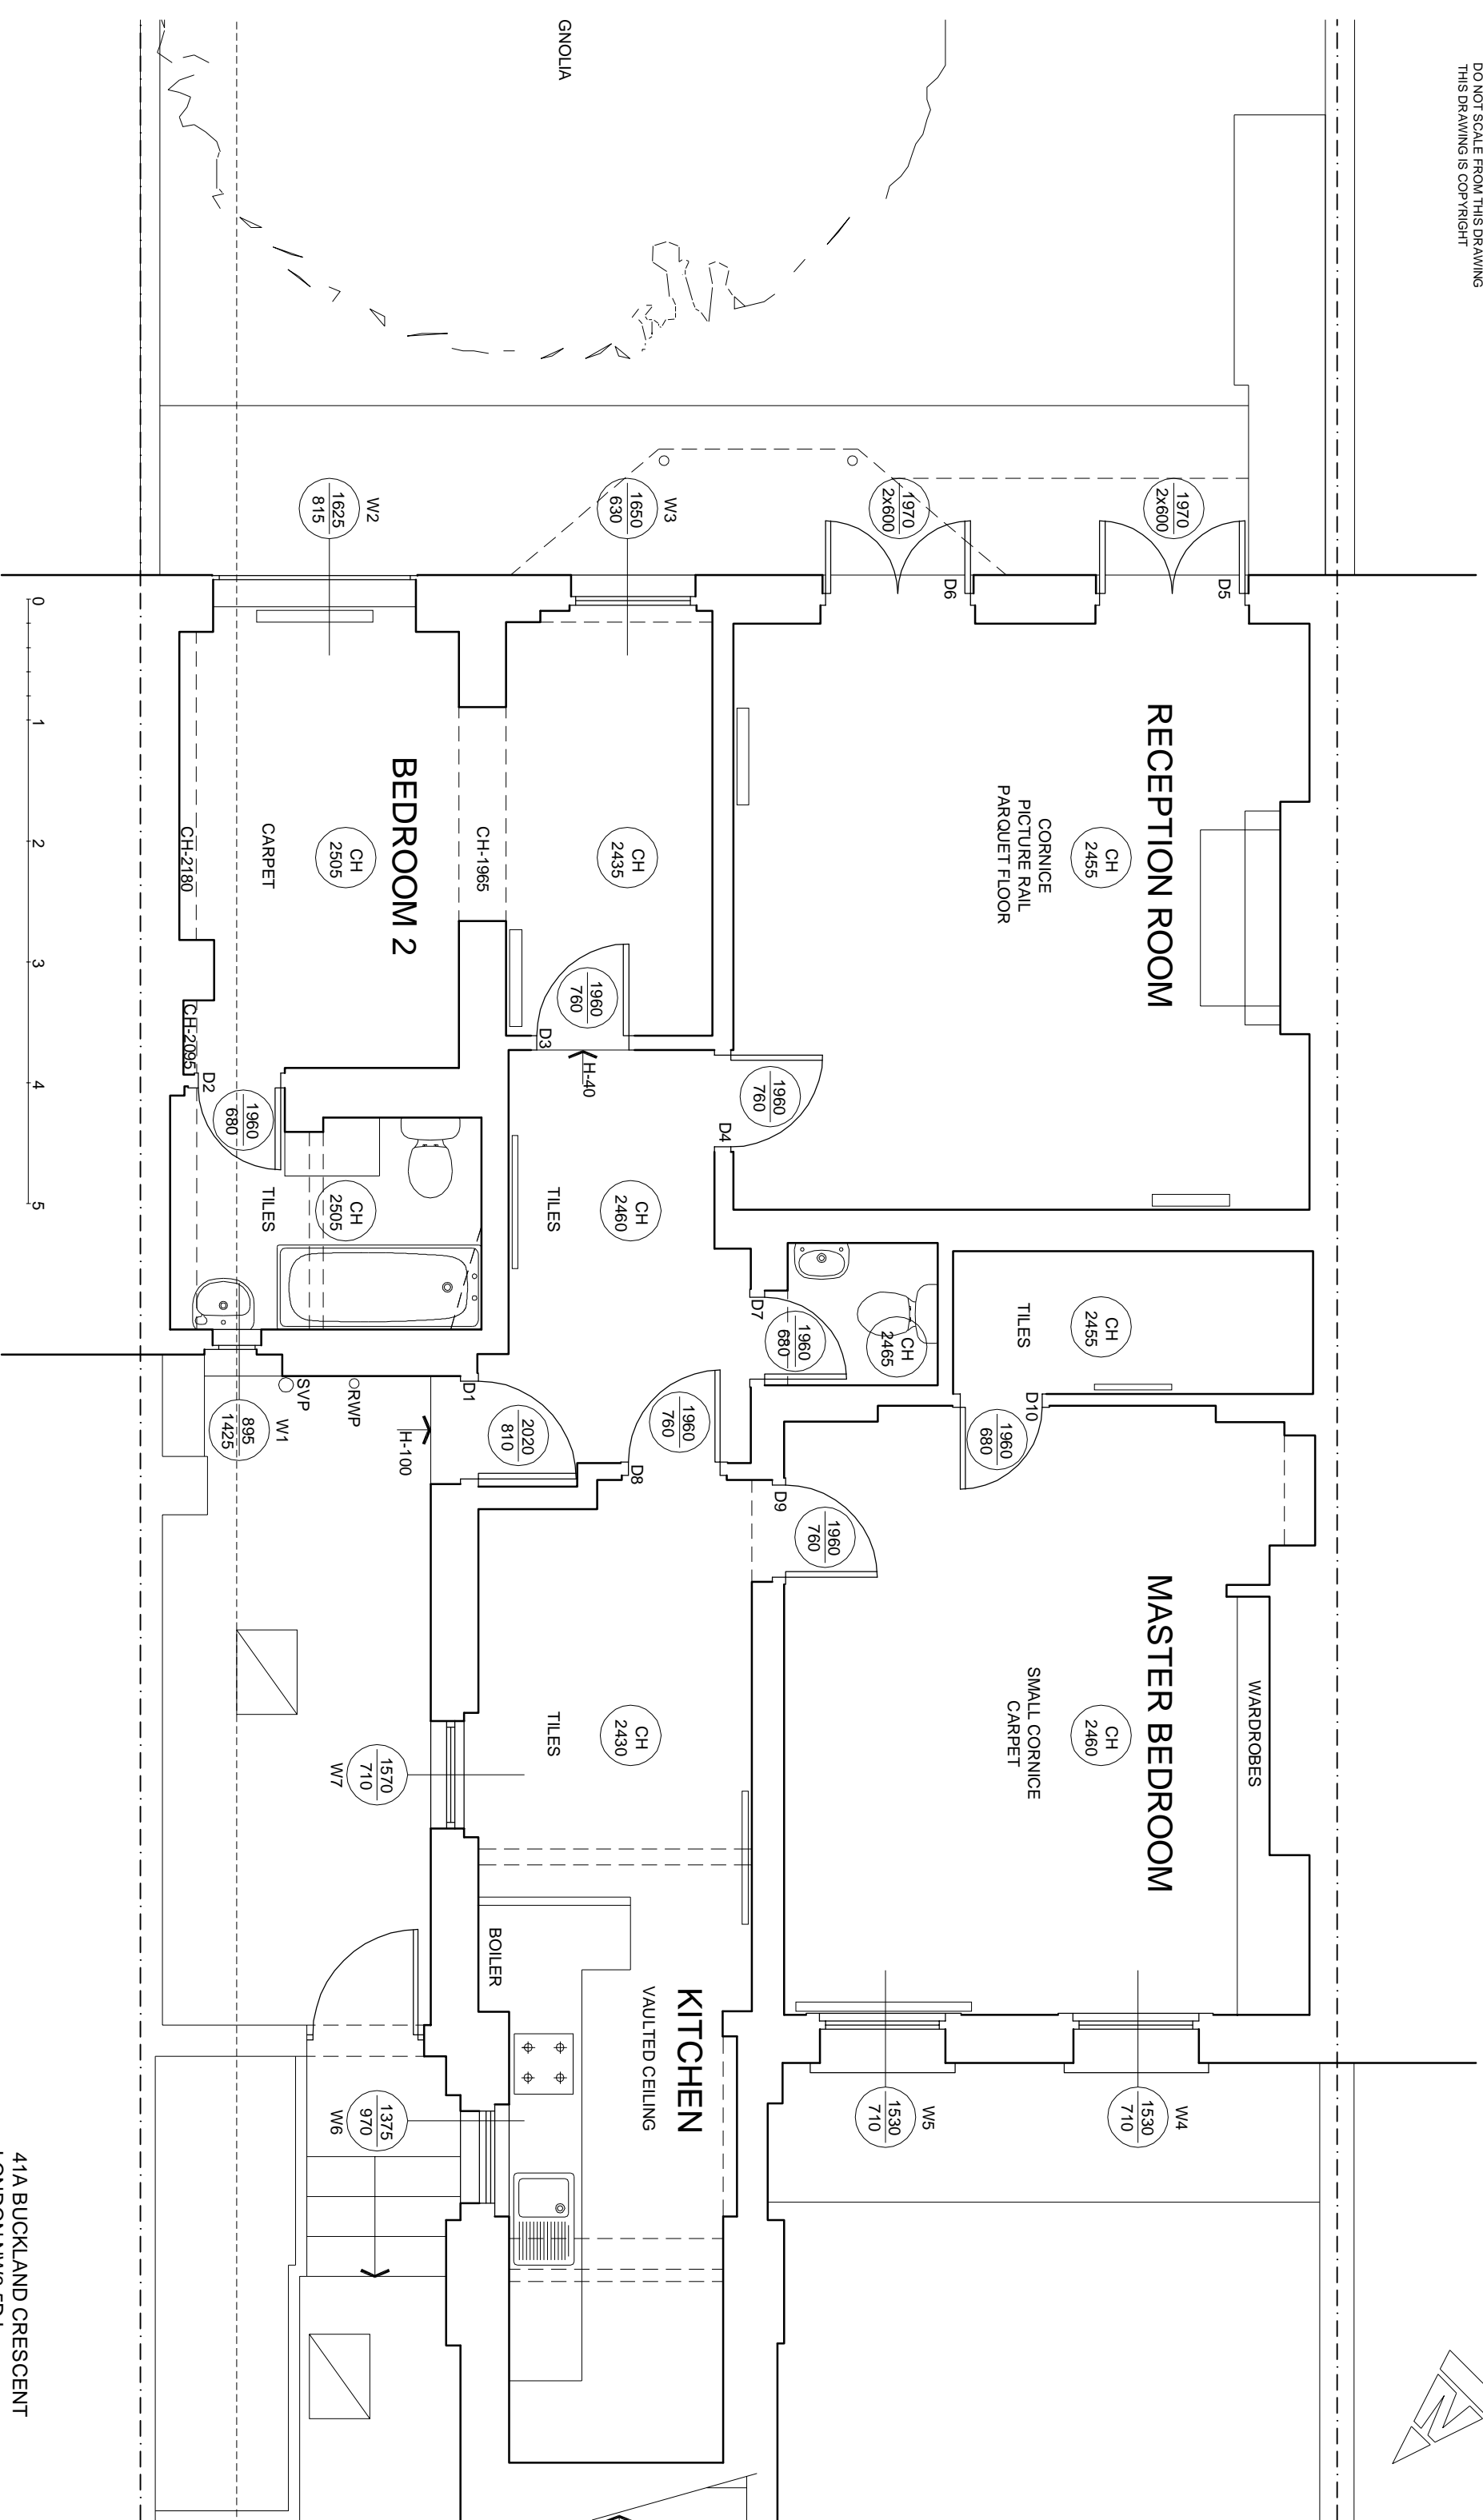 DO NOT SCALE FROM THIS DRAWING
THIS DRAWING IS COPYRIGHT
GNOLIA
1970
2x600
D5
1970
2x600
D6
W3
1650
630
W2
1625
815
RECEPTION ROOM
CH
2455
CORNICE
PICTURE RAIL
PARQUET FLOOR
CH
2435
CH-1965
BEDROOM 2
CH
2505
CARPET
CH-2180
1960
760
D3
H-40
CH-2095
D2
1960
680
1960
760
D4
CH
2460
TILES
CH
2505
TILES
CH
2455
TILES
CH
2465
D7
1960
680
D10
1960
680
1960
760
D8
D1
2020
810
H-100
RWP
SVP
W1
895
1425
D9
1960
760
MASTER BEDROOM
WARDROBES
CH
2460
SMALL CORNICE
CARPET
CH
2430
TILES
1570
710
W7
BOILER
KITCHEN
VAULTED CEILING
W4
1530
710
W5
1530
710
1375
970
W6
0
1
2
3
4
5
N
41A BUCKLAND CRESCENT